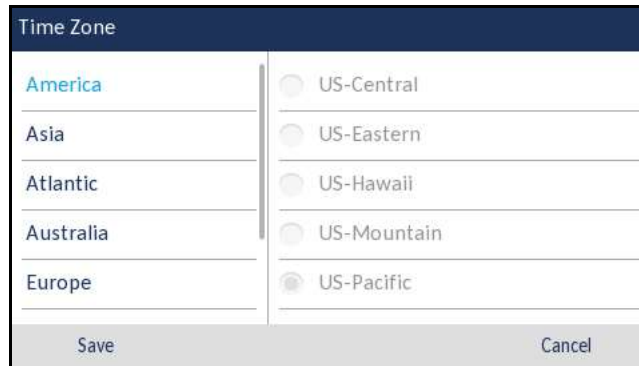 Time Zone
America
Asia
Atlantic
Australia
Europe
US-Central
US-Eastern
US-Hawaii
US-Mountain
US-Pacific
Save
Cancel